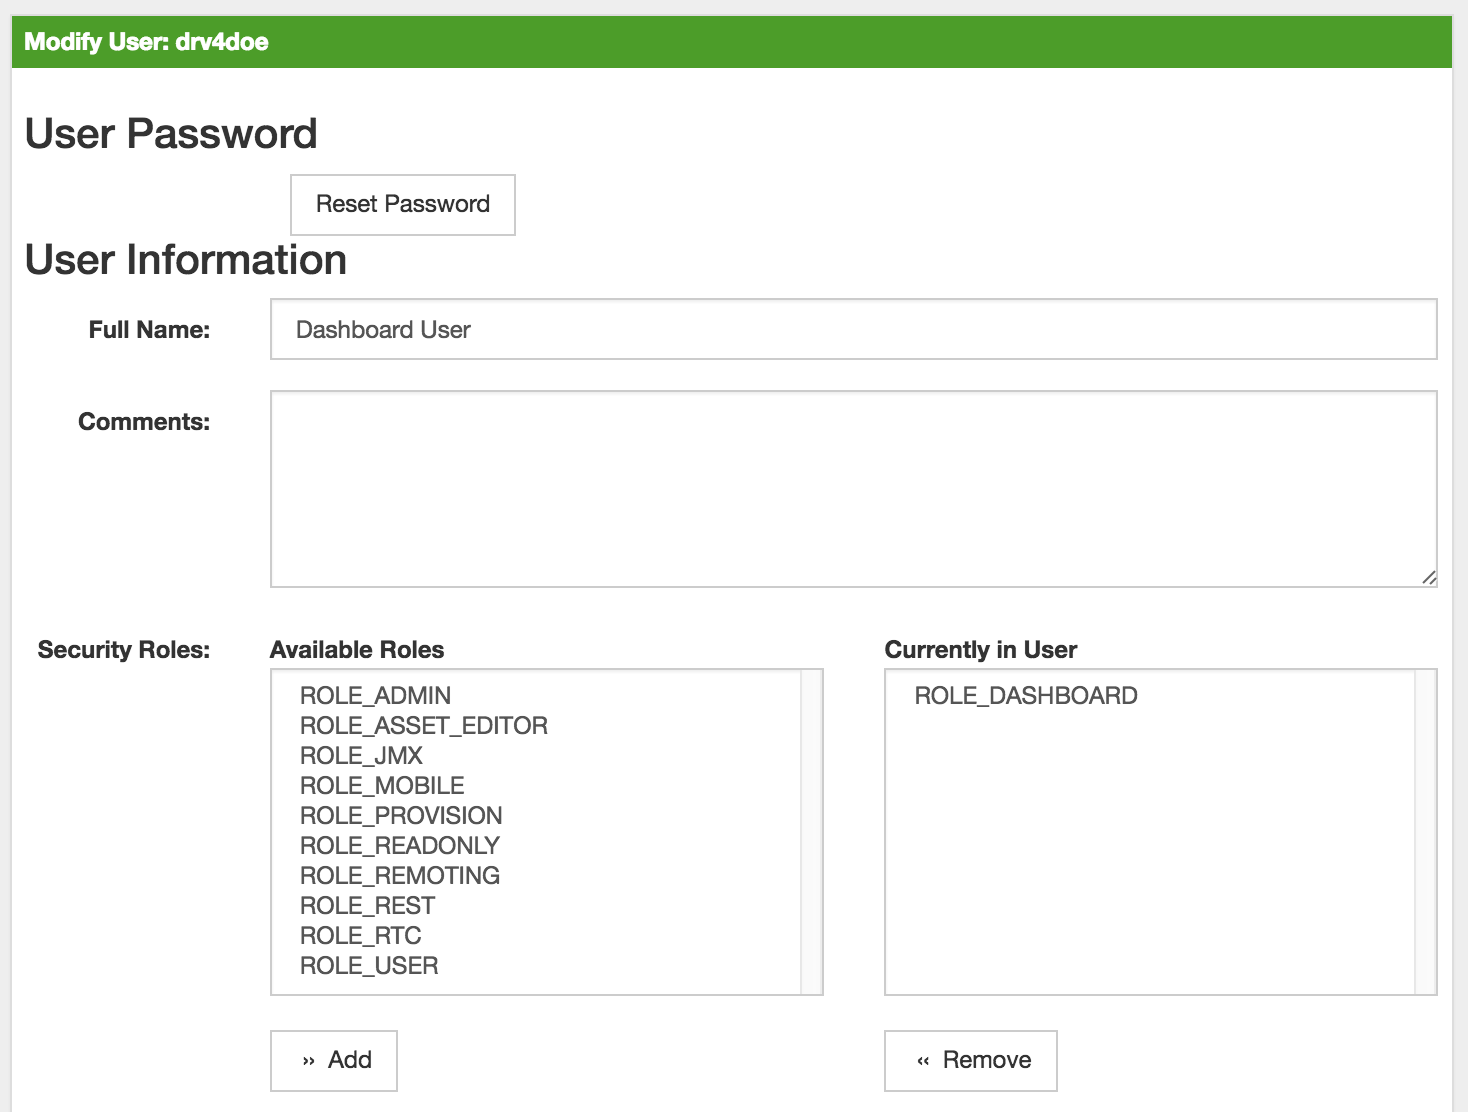 Modify User: drv4doe
User Password
Reset Password
User Information
Full Name:
Dashboard User
Comments:
Security Roles:
Available Roles
ROLE_ADMIN
ROLE_ASSET_EDITOR
ROLE_JMX
ROLE_MOBILE
ROLE_PROVISION
ROLE_READONLY
ROLE_REMOTING
ROLE_REST
ROLE_RTC
ROLE_USER
›› Add
Currently in User
ROLE_DASHBOARD
‹‹ Remove